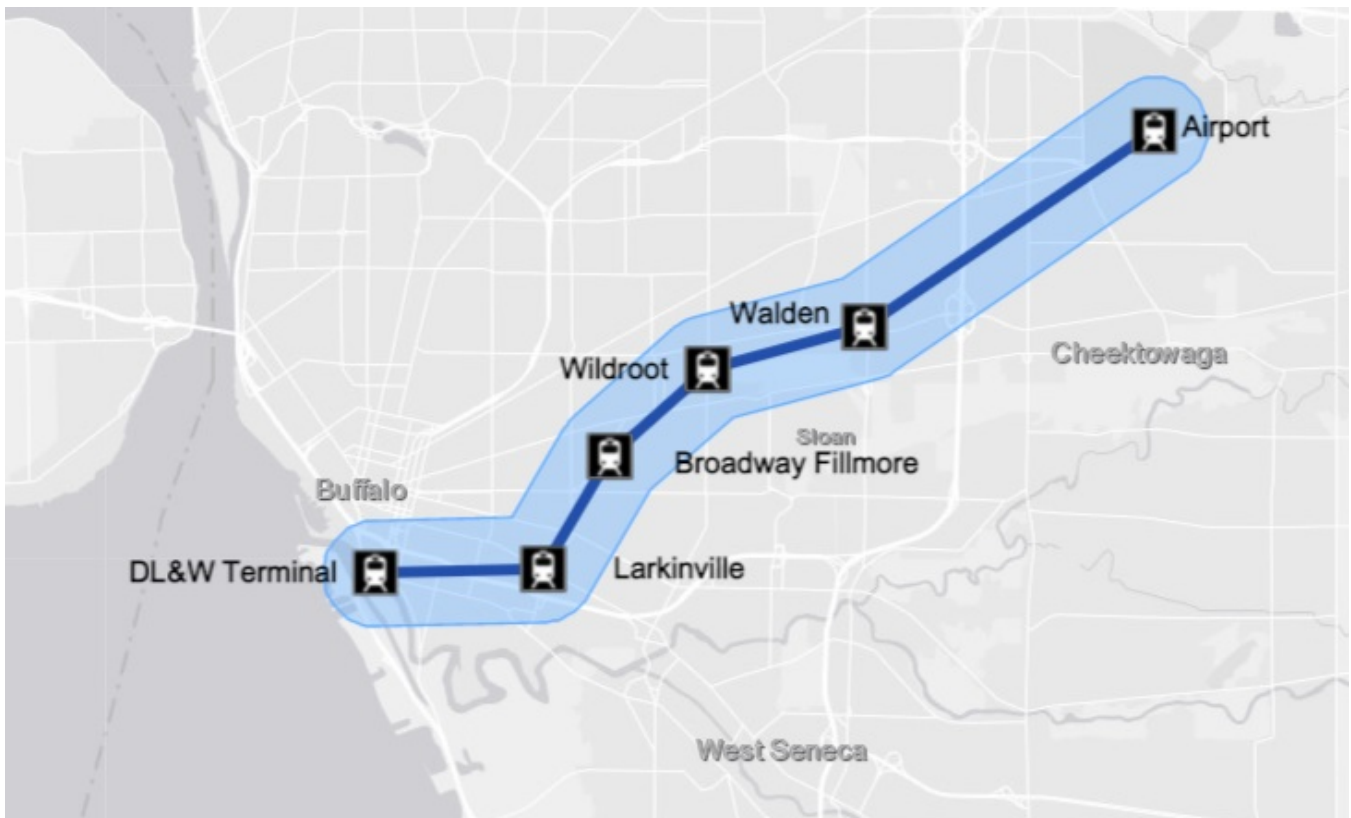 Airport
Walden
Cheektowaga
Wildroot
Sloan
Broadway Fillmore
Buffalo
DL&W Terminal
Larkinville
West Seneca